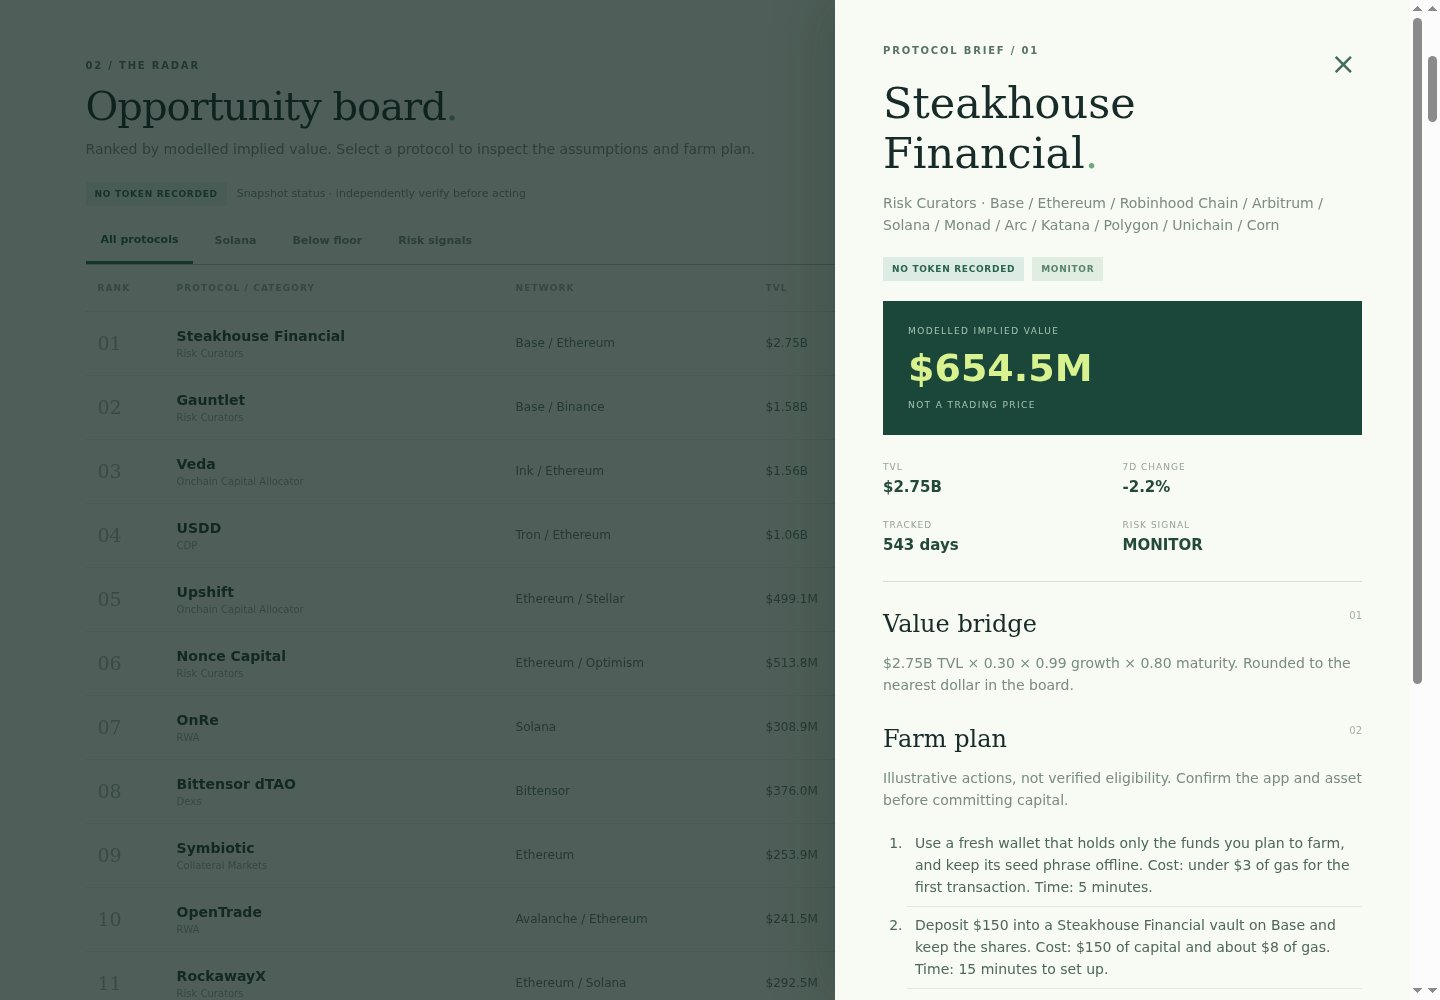 02 / THE RADAR
Opportunity board.
Ranked by modelled implied value. Select a protocol to inspect the assumptions and farm plan.
NO TOKEN RECORDED Snapshot status · independently verify before acting
All protocols Solana Below floor Risk signals
RANK PROTOCOL / CATEGORY NETWORK TVL
01 Steakhouse Financial Base / Ethereum $2.75B
Risk Curators
02 Gauntlet Base / Binance $1.58B
Risk Curators
03 Veda Ink / Ethereum $1.56B
Onchain Capital Allocator
04 USDD Tron / Ethereum $1.06B
CDP
05 Upshift Ethereum / Stellar $499.1M
Onchain Capital Allocator
06 Nonce Capital Ethereum / Optimism $513.8M
Risk Curators
07 OnRe Solana $308.9M
RWA
08 Bittensor dTAO Bittensor $376.0M
Dexs
09 Symbiotic Ethereum $253.9M
Collateral Markets
10 OpenTrade Avalanche / Ethereum $241.5M
RWA
11 RockawayX Ethereum / Solana $292.5M
Risk Curators
PROTOCOL BRIEF / 01
Steakhouse
Financial.
Risk Curators · Base / Ethereum / Robinhood Chain / Arbitrum /
Solana / Monad / Arc / Katana / Polygon / Unichain / Corn
NO TOKEN RECORDED MONITOR
MODELLED IMPLIED VALUE
$654.5M
NOT A TRADING PRICE
TVL 7D CHANGE
$2.75B -2.2%
TRACKED RISK SIGNAL
543 days MONITOR
Value bridge 01
$2.75B TVL × 0.30 × 0.99 growth × 0.80 maturity. Rounded to the
nearest dollar in the board.
Farm plan 02
Illustrative actions, not verified eligibility. Confirm the app and asset
before committing capital.
1. Use a fresh wallet that holds only the funds you plan to farm,
and keep its seed phrase offline. Cost: under $3 of gas for the
first transaction. Time: 5 minutes.
2. Deposit $150 into a Steakhouse Financial vault on Base and
keep the shares. Cost: $150 of capital and about $8 of gas.
Time: 15 minutes to set up.